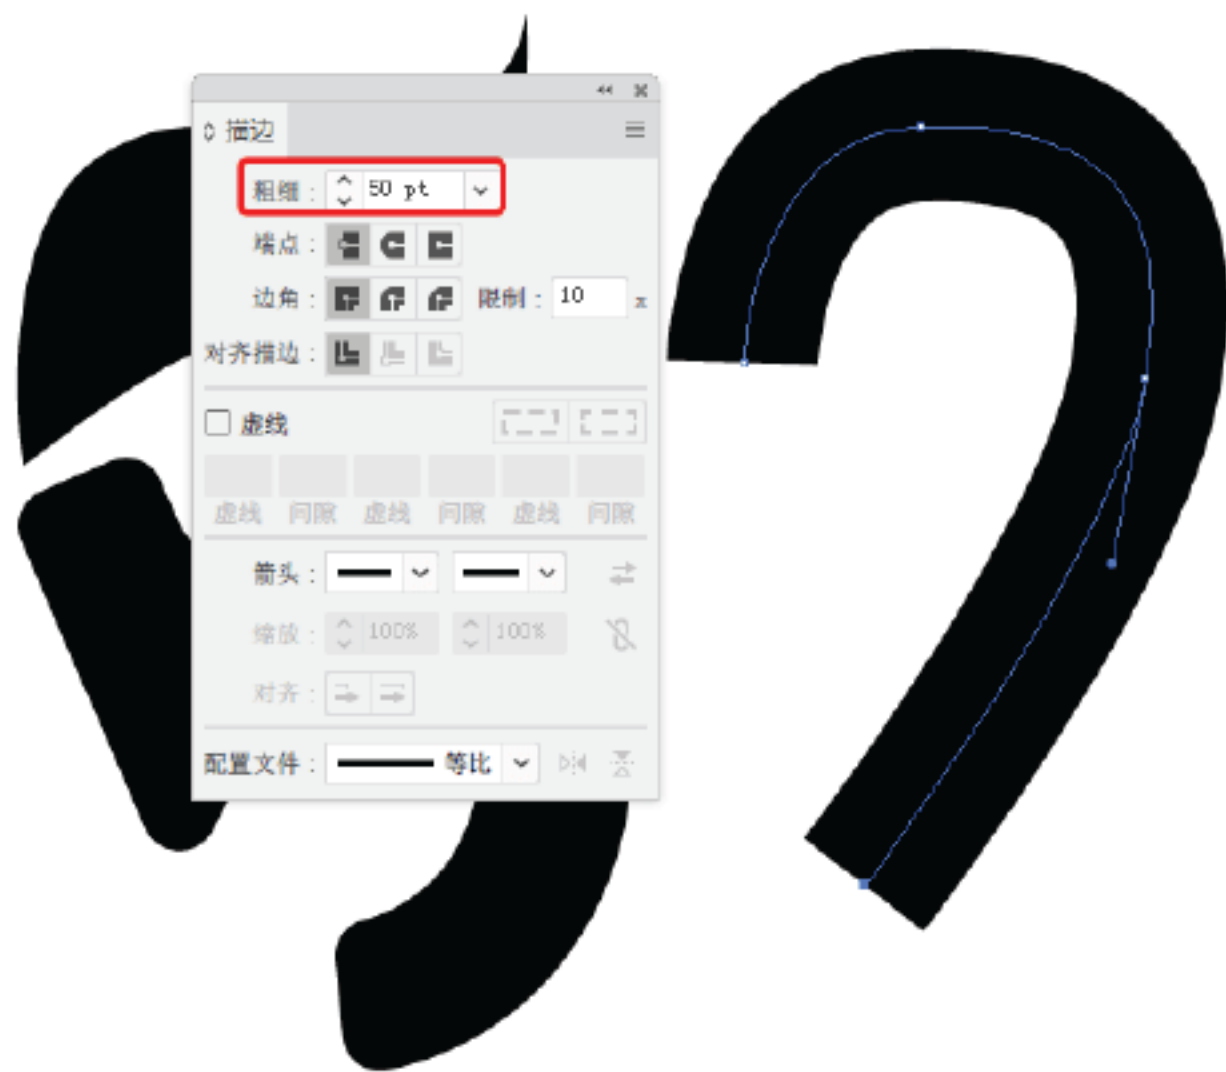 描边
粗细： 50 pt
端点：
边角： 限制： 10 x
对齐描边：
虚线
虚线 间隙 虚线 间隙 虚线 间隙
箭头：
缩放： 100% 100%
对齐：
配置文件： 等比